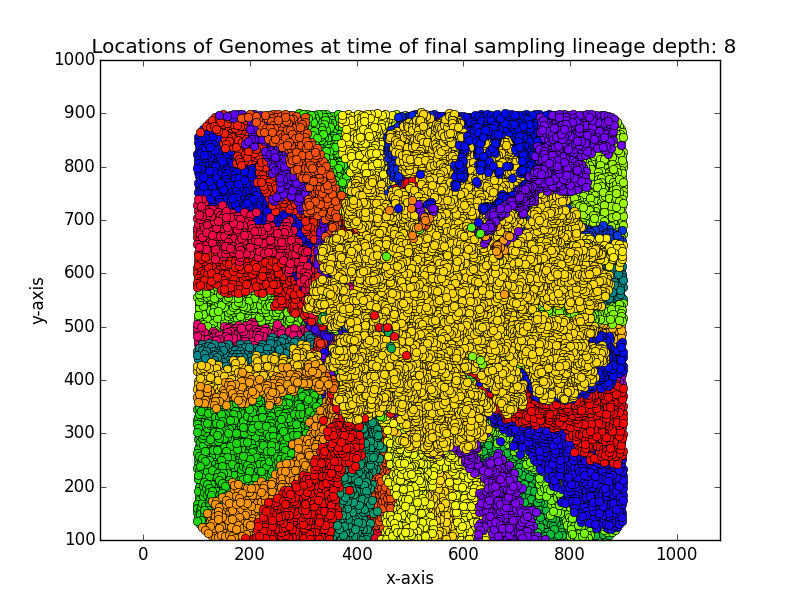 Locations of Genomes at time of final sampling lineage depth: 8
1000
900
800
700
600
500
400
300
200
100
y-axis
0 200 400 600 800 1000
x-axis